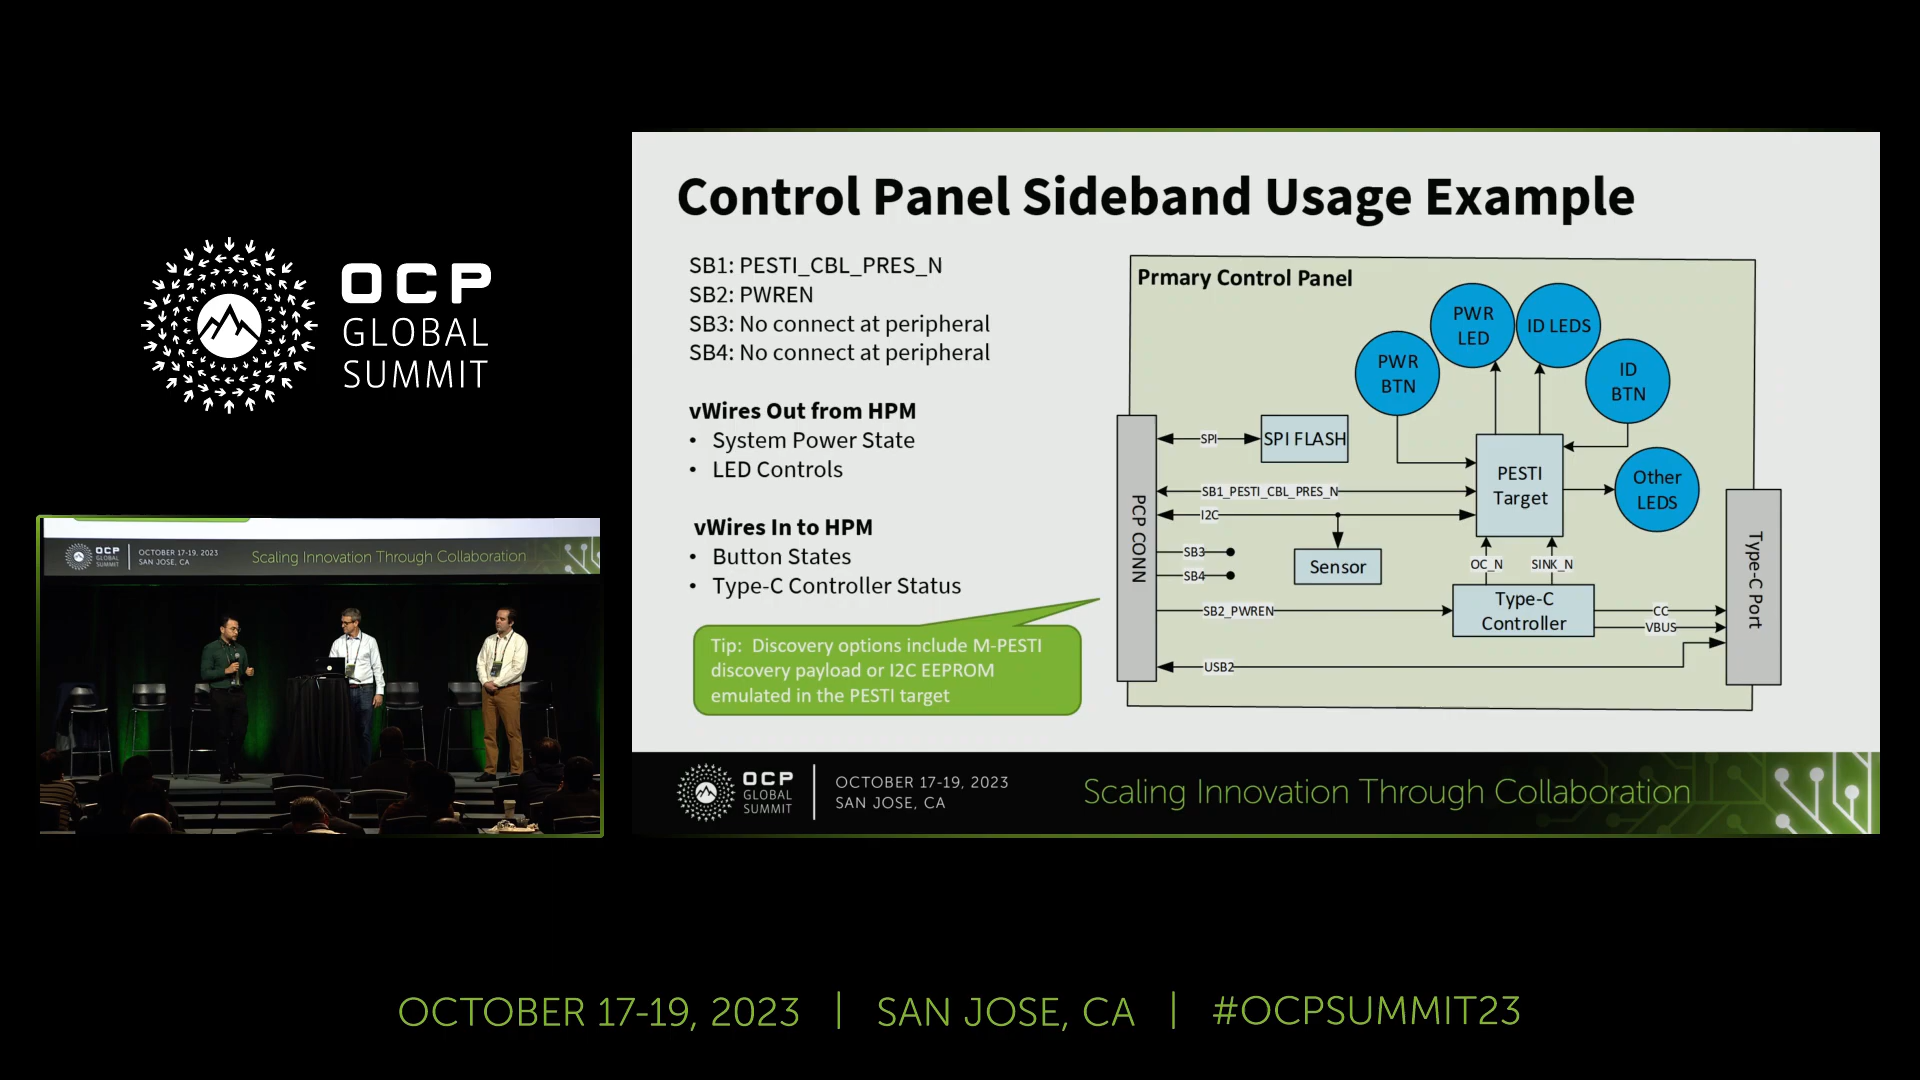 OCP
GLOBAL
SUMMIT
OCP
GLOBAL
SUMMIT
OCTOBER 17-19, 2023
SAN JOSE, CA
Scaling Innovation Through Collaboration
Control Panel Sideband Usage Example
SB1: PESTI_CBL_PRES_N
SB2: PWREN
SB3: No connect at peripheral
SB4: No connect at peripheral
vWires Out from HPM
• System Power State
• LED Controls
vWires In to HPM
• Button States
• Type-C Controller Status
Tip: Discovery options include M-PESTI
discovery payload or I2C EEPROM
emulated in the PESTI target
Prmary Control Panel
PWR
LED
ID LEDS
PWR
BTN
ID
BTN
SPI
SPI FLASH
PESTI
Target
Other
LEDS
SB1_PESTI_CBL_PRES_N
I2C
PCP CONN
SB3
SB4
Sensor
OC_N
SINK_N
Type-C
Controller
SB2_PWREN
CC
VBUS
USB2
Type-C Port
OCP
GLOBAL
SUMMIT
OCTOBER 17-19, 2023
SAN JOSE, CA
Scaling Innovation Through Collaboration
OCTOBER 17-19, 2023 | SAN JOSE, CA | #OCPSUMMIT23